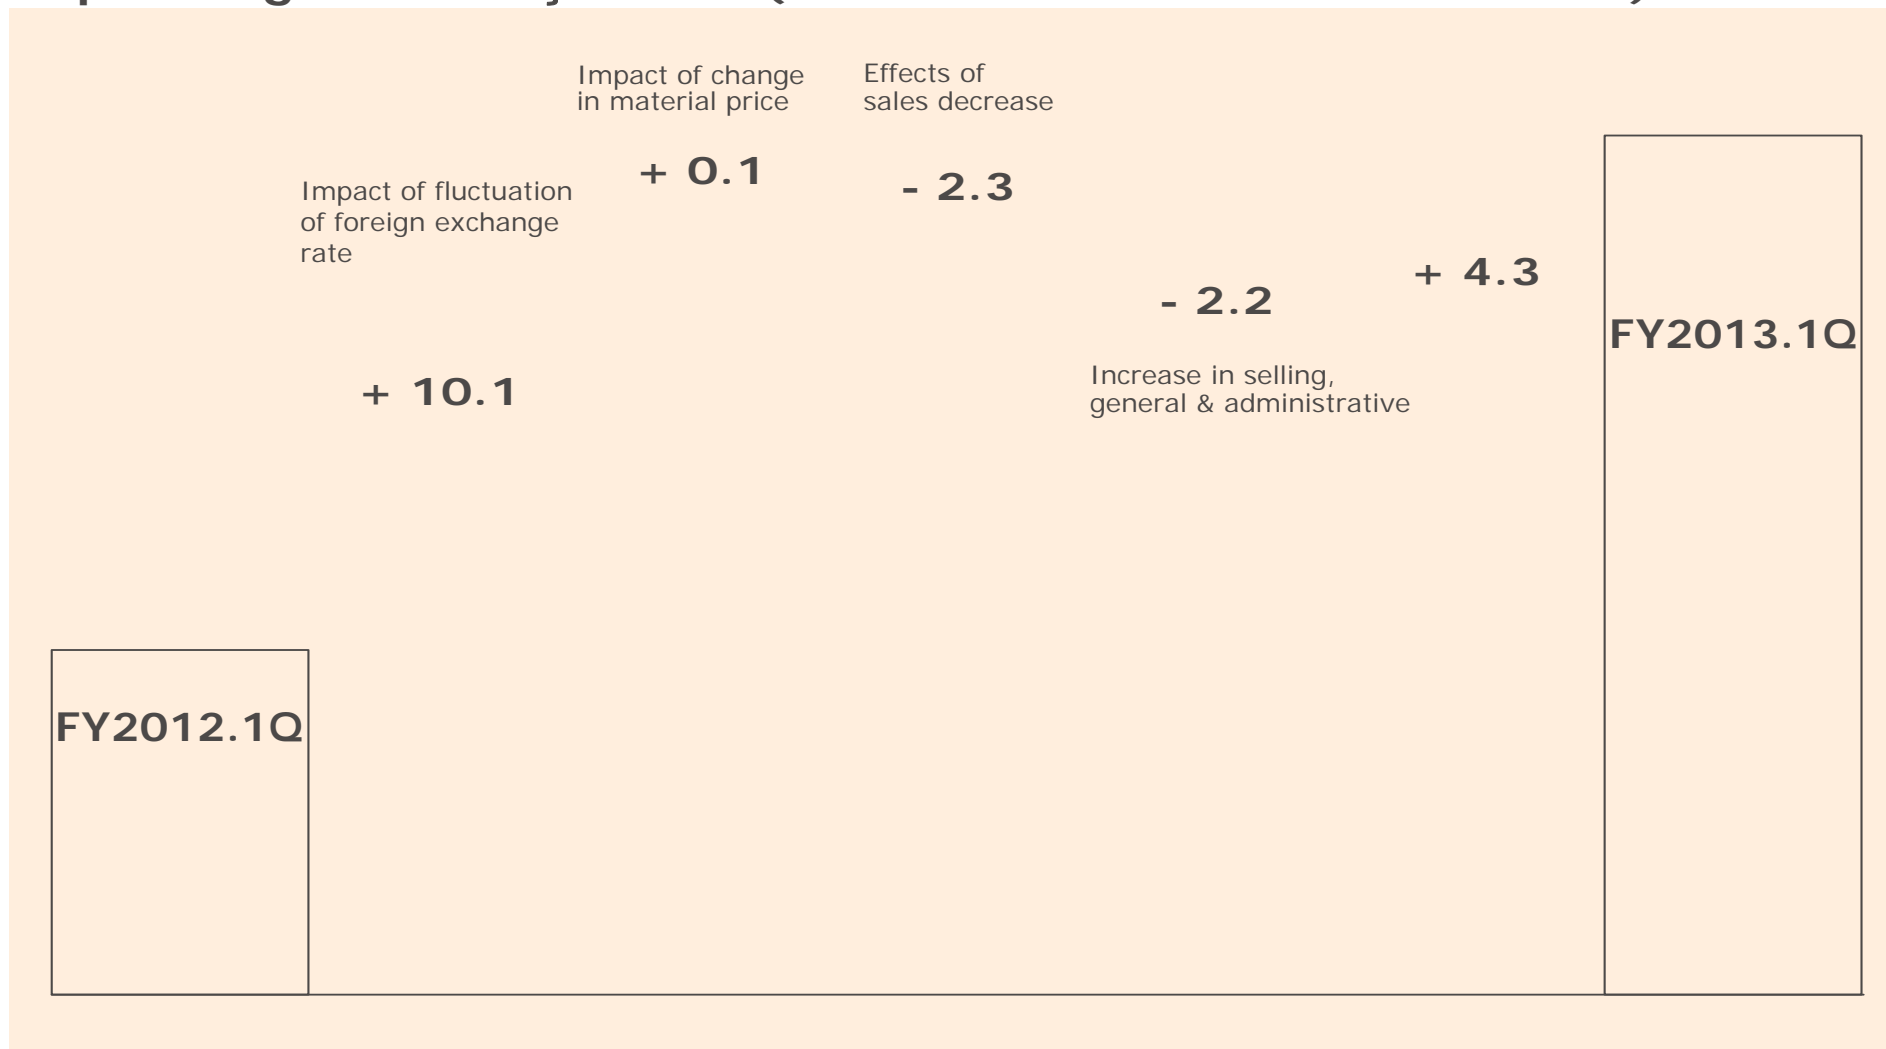 Impact of change
in material price
+ 0.1
Effects of
sales decrease
- 2.3
Impact of fluctuation
of foreign exchange
rate
+ 10.1
- 2.2
Increase in selling,
general & administrative
+ 4.3
FY2013.1Q
FY2012.1Q